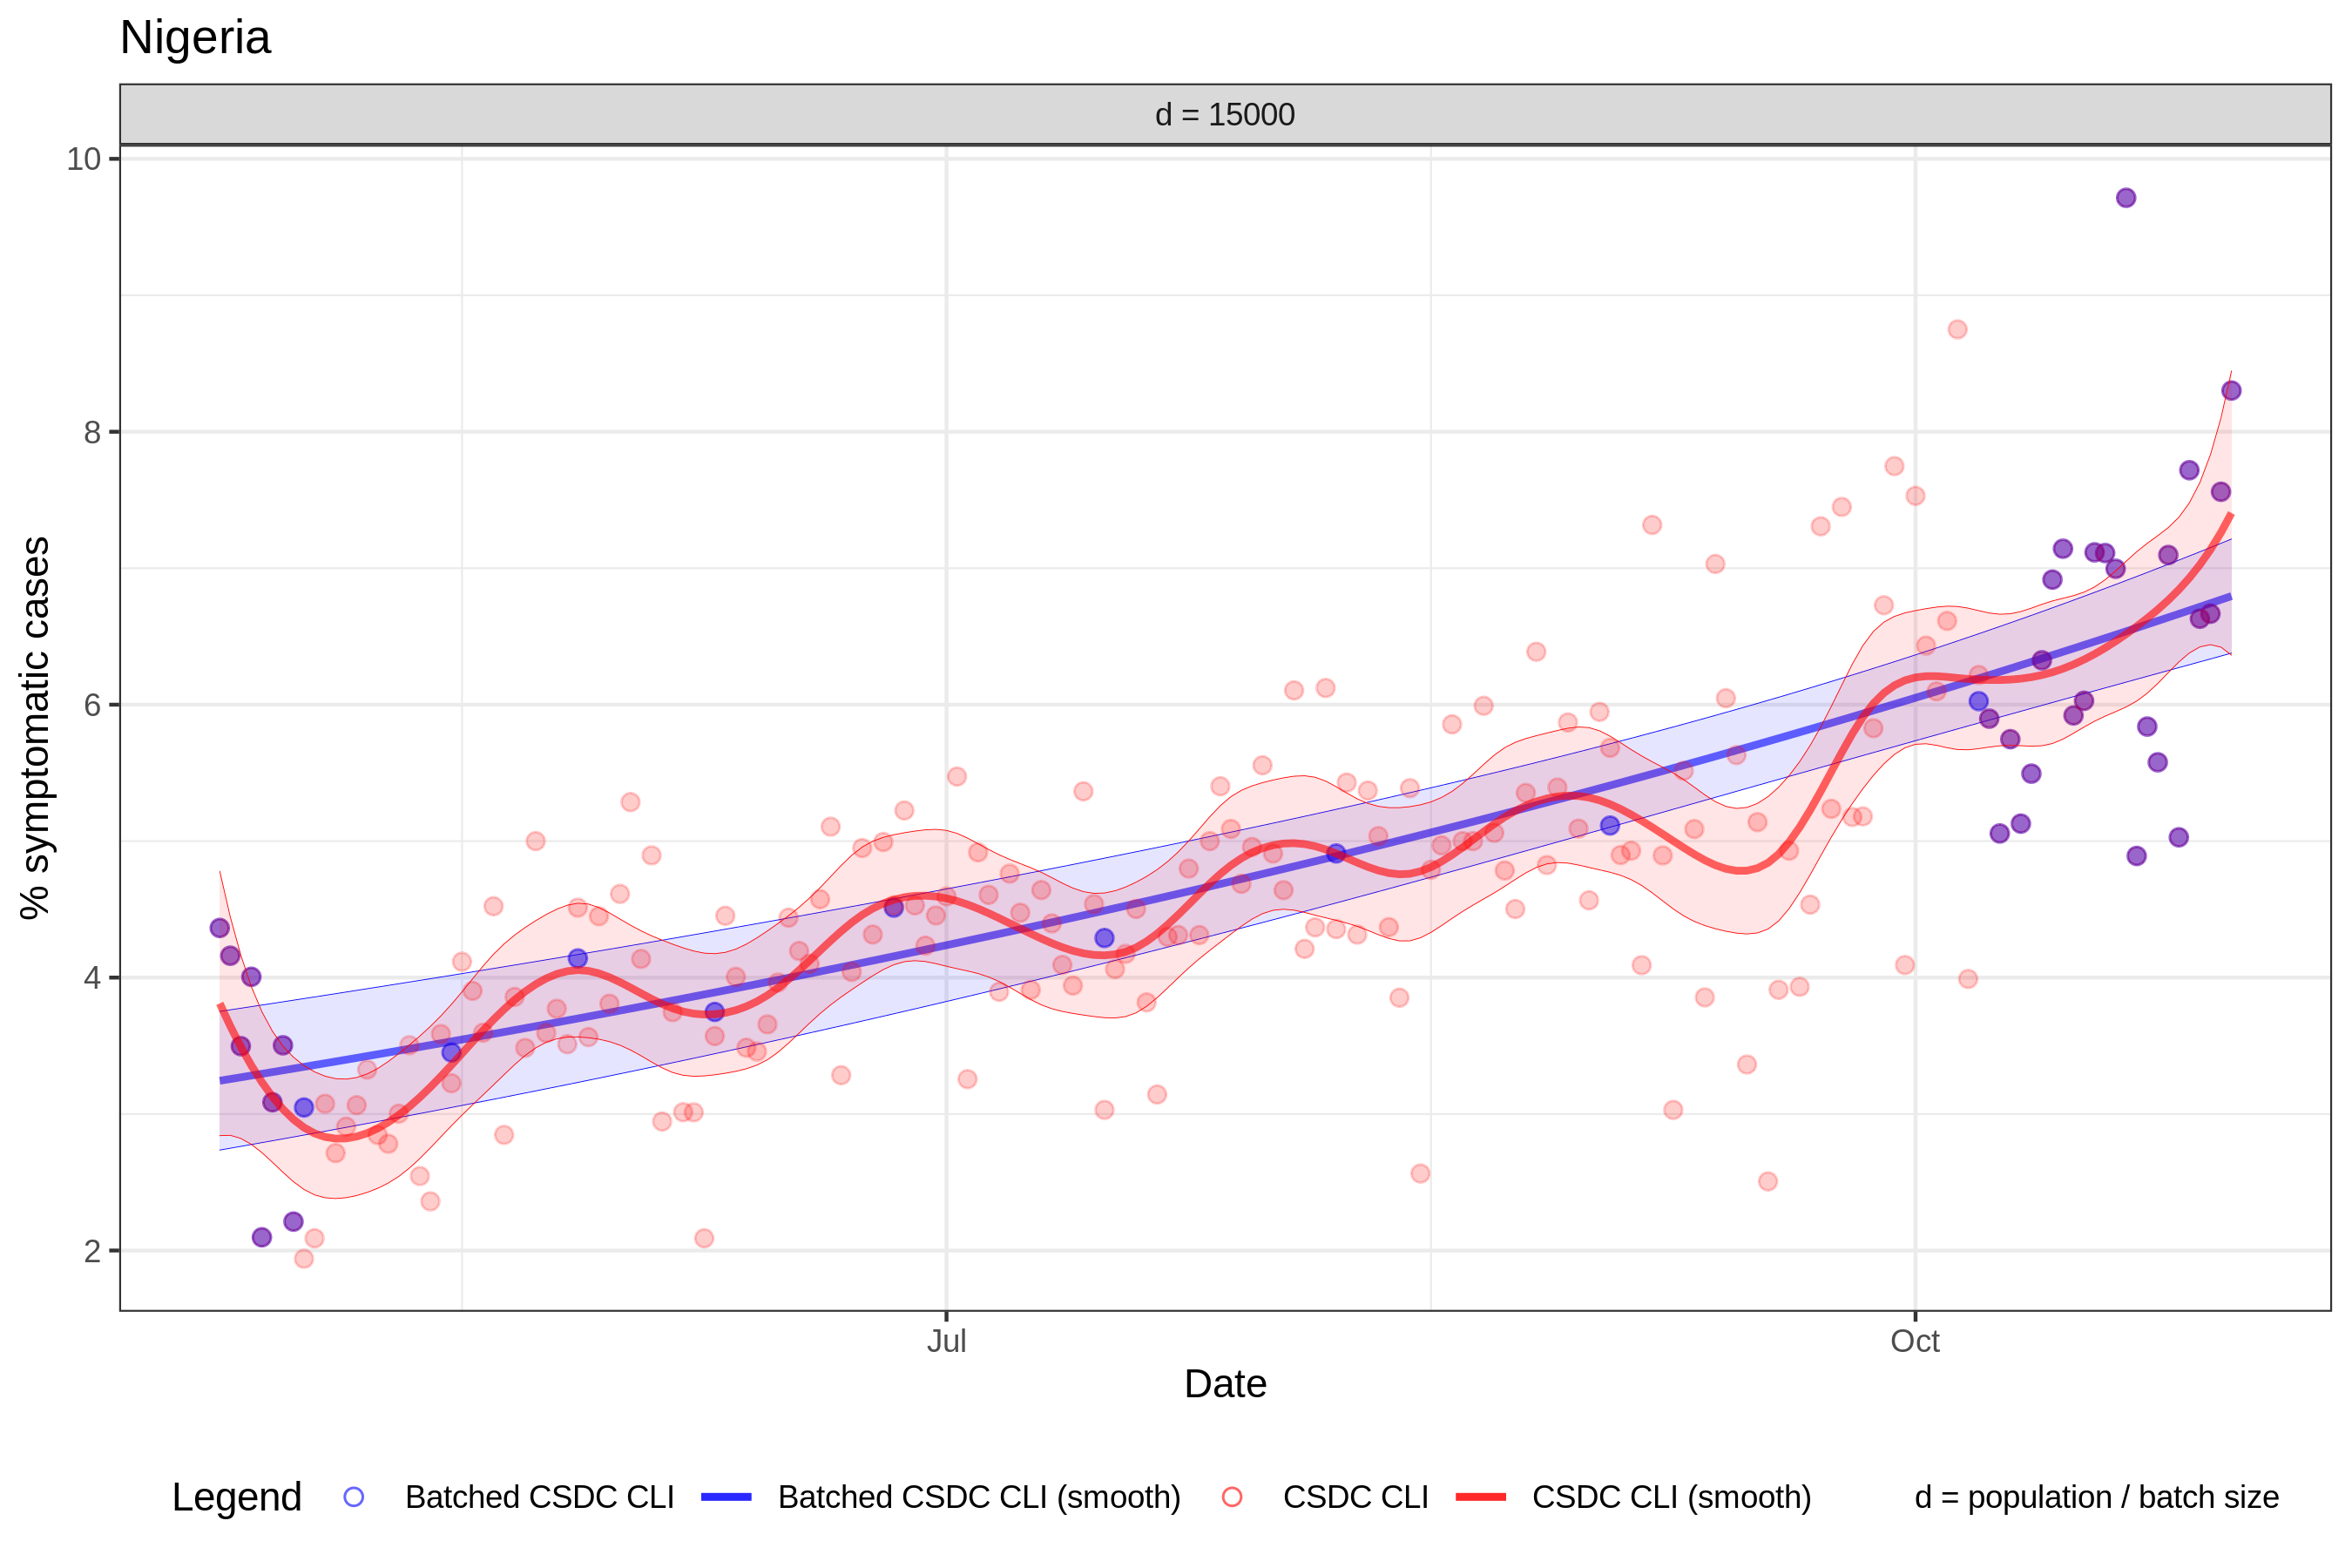 Nigeria
d = 15000
10
8
6
4
2
% symptomatic cases
Jul
Oct
Date
Legend Batched CSDC CLI Batched CSDC CLI (smooth) CSDC CLI CSDC CLI (smooth) d = population / batch size